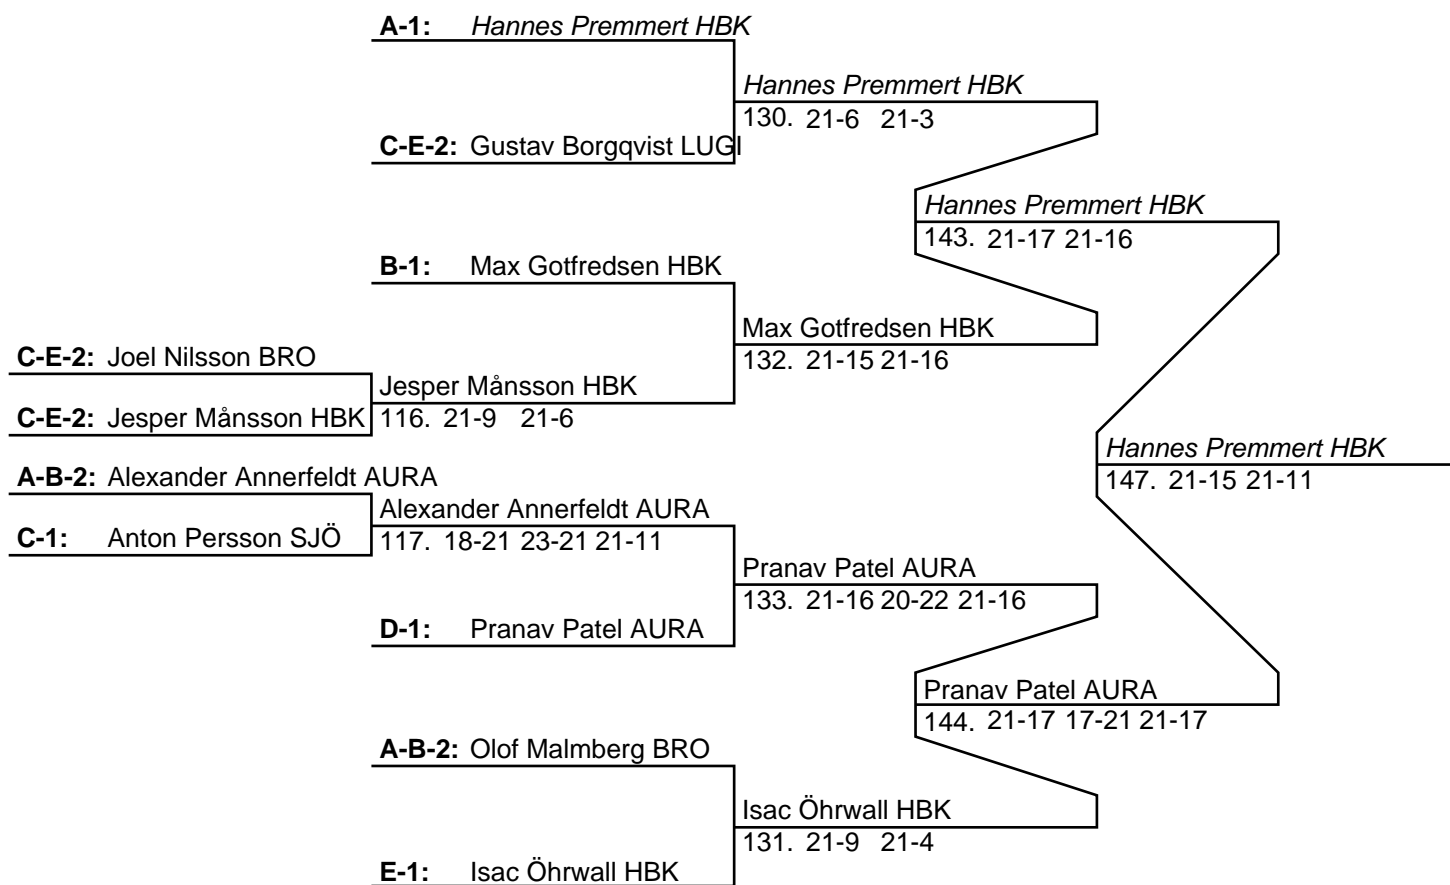 A-1: Hannes Premmert HBK
Hannes Premmert HBK
130. 21-6 21-3
C-E-2: Gustav Borgqvist LUGI
Hannes Premmert HBK
143. 21-17 21-16
B-1: Max Gotfredsen HBK
Max Gotfredsen HBK
132. 21-15 21-16
C-E-2: Joel Nilsson BRO
Jesper Månsson HBK
116. 21-9 21-6
C-E-2: Jesper Månsson HBK
Hannes Premmert HBK
147. 21-15 21-11
A-B-2: Alexander Annerfeldt AURA
Alexander Annerfeldt AURA
117. 18-21 23-21 21-11
C-1: Anton Persson SJÖ
Pranav Patel AURA
133. 21-16 20-22 21-16
D-1: Pranav Patel AURA
Pranav Patel AURA
144. 21-17 17-21 21-17
A-B-2: Olof Malmberg BRO
Isac Öhrwall HBK
131. 21-9 21-4
E-1: Isac Öhrwall HBK